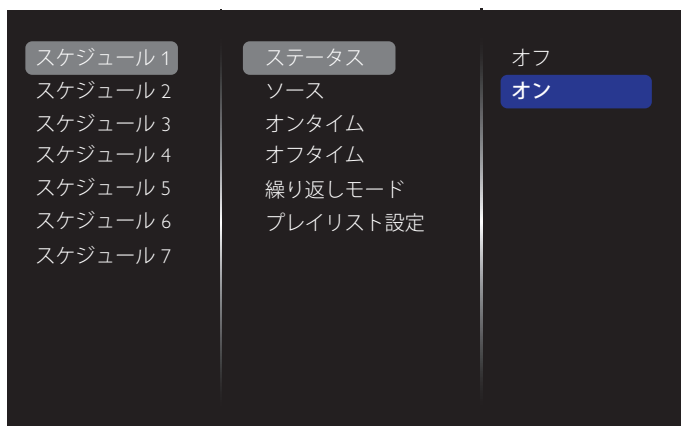 スケジュール 1
スケジュール 2
スケジュール 3
スケジュール 4
スケジュール 5
スケジュール 6
スケジュール 7
ステータス
ソース
オンタイム
オフタイム
繰り返しモード
プレイリスト設定
オフ
オン